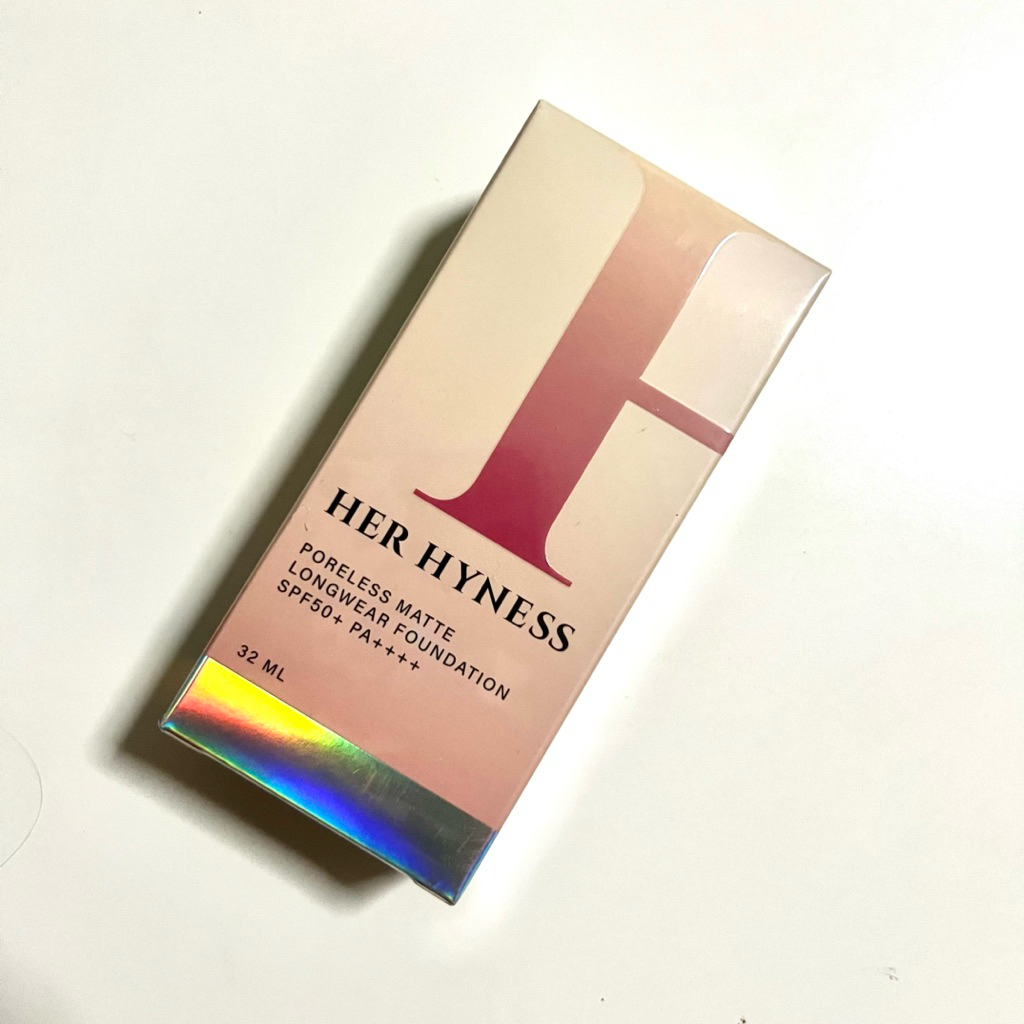 H
HER HYNESS
PORELESS MATTE
LONGWEAR FOUNDATION
SPF50+ PA++++
32 ML